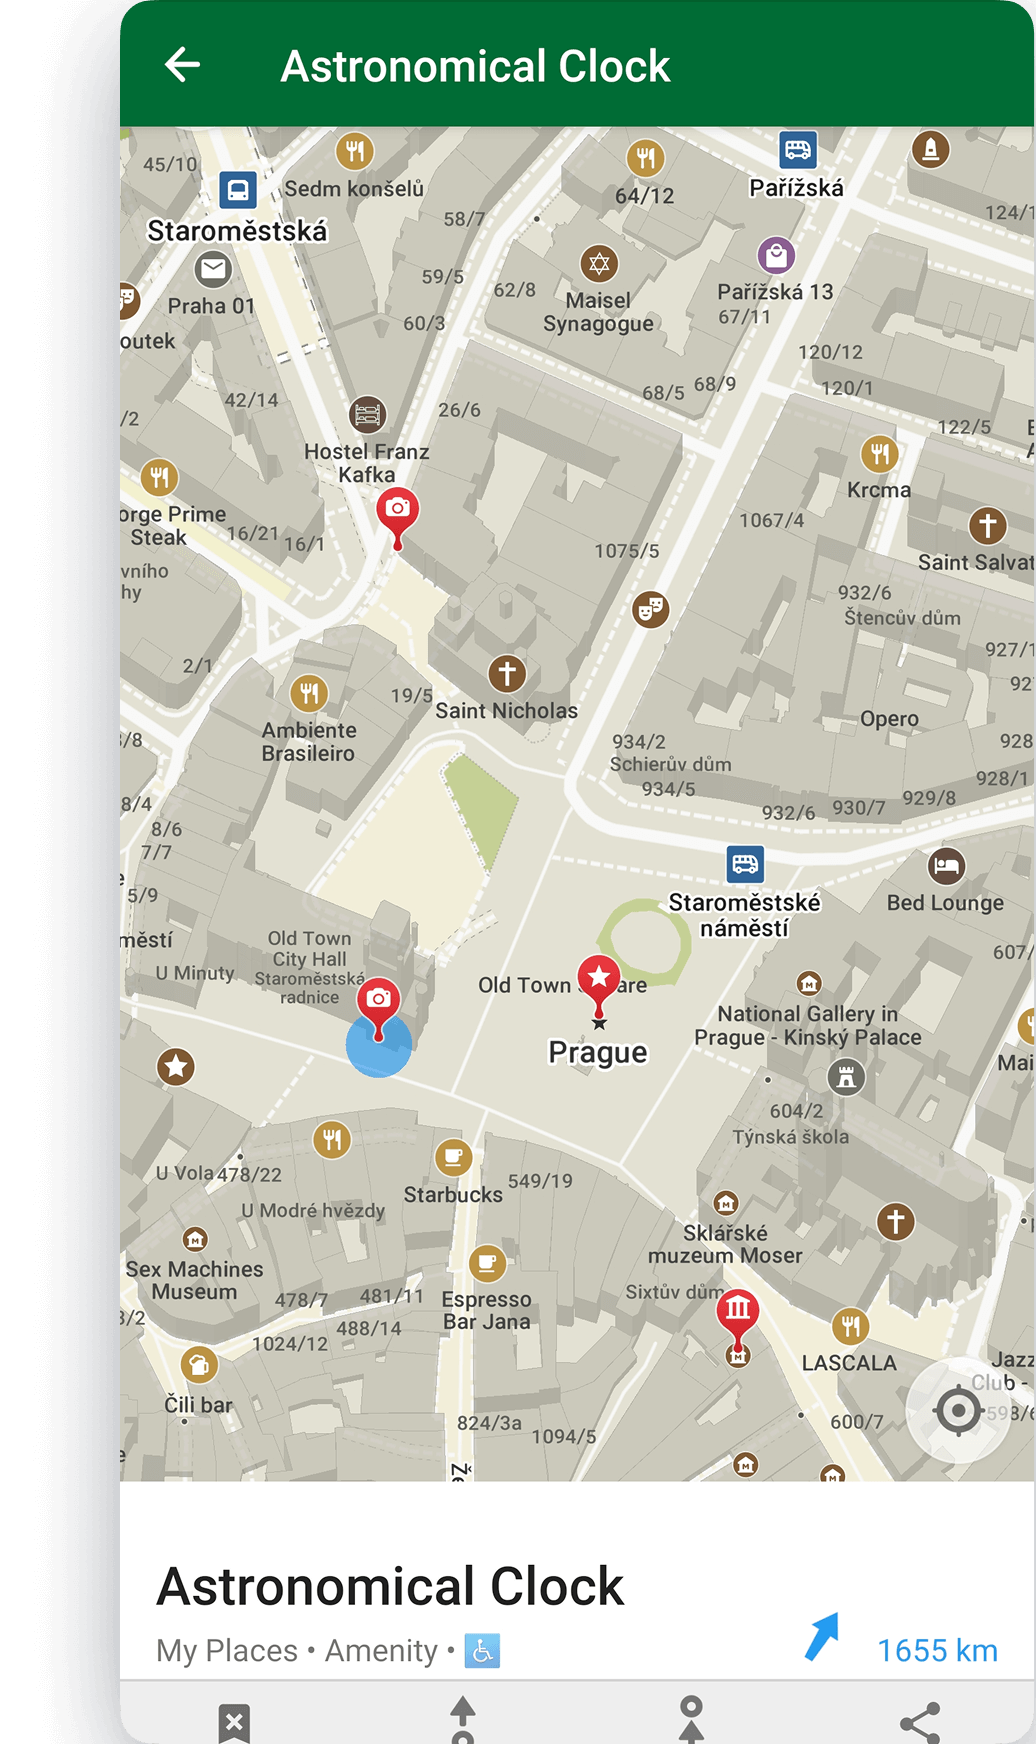 Astronomical Clock
45/10
Sedm konšelů
64/12
Pařížská
124/1
Staroměstská
58/7
Praha 01
59/5
62/8
Maisel
Synagogue
Pařížská 13
67/11
60/3
outek
120/12
120/1
68/5
68/9
42/14
26/6
/2
122/5
Hostel Franz
Kafka
Krcma
orge Prime
Steak
16/21
16/1
1067/4
1075/5
Saint Salvat
vního
hy
932/6
Štencův dům
927/1
2/1
92
19/5
Saint Nicholas
Ambiente
Brasileiro
Opero
/8
934/2
928
Schierův dům
934/5
928/1
929/8
930/7
932/6
8/4
8/6
7/7
5/9
Staroměstské
náměstí
Bed Lounge
městí
Old Town
City Hall
Staroměstská
radnice
U Minuty
607/
Old Town
are
National Gallery in
Prague - Kinský Palace
Prague
Mai
604/2
Týnská škola
U Vola
478/22
Starbucks
549/19
U Modré hvězdy
Sklářské
muzeum Moser
Sex Machines
Museum
478/7
481/11
Espresso
Bar Jana
Sixtův dům
3/2
488/14
1024/12
LASCALA
Jazz
Club -
Čili bar
598/6
824/3a
1094/5
600/7
Že
Astronomical Clock
My Places • Amenity •
1655 km